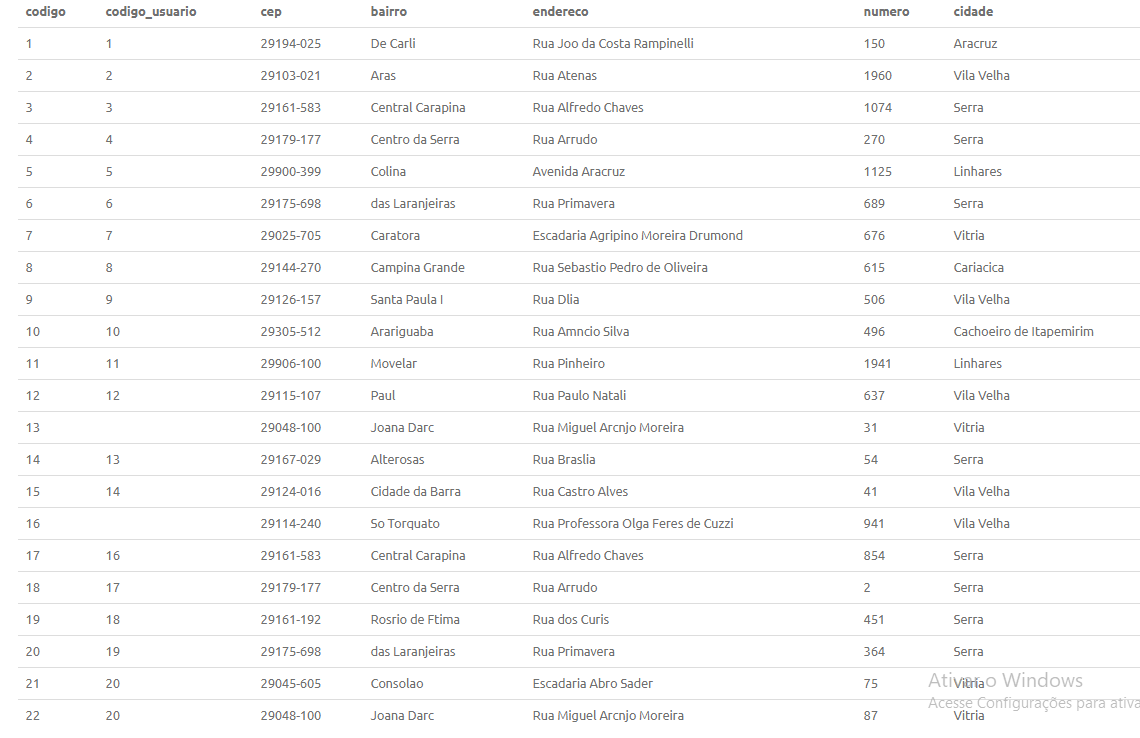 codigo codigo_usuario cep bairro endereco numero cidade
1 1 29194-025 De Carli Rua Joo da Costa Rampinelli 150 Aracruz
2 2 29103-021 Aras Rua Atenas 1960 Vila Velha
3 3 29161-583 Central Carapina Rua Alfredo Chaves 1074 Serra
4 4 29179-177 Centro da Serra Rua Arrudo 270 Serra
5 5 29900-399 Colina Avenida Aracruz 1125 Linhares
6 6 29175-698 das Laranjeiras Rua Primavera 689 Serra
7 7 29025-705 Caratora Escadaria Agripino Moreira Drumond 676 Vitria
8 8 29144-270 Campina Grande Rua Sebastio Pedro de Oliveira 615 Cariacica
9 9 29126-157 Santa Paula I Rua Dlia 506 Vila Velha
10 10 29305-512 Arariguaba Rua Amncio Silva 496 Cachoeiro de Itapemirim
11 11 29906-100 Movelar Rua Pinheiro 1941 Linhares
12 12 29115-107 Paul Rua Paulo Natali 637 Vila Velha
13 29048-100 Joana Darc Rua Miguel Arcnjo Moreira 31 Vitria
14 13 29167-029 Alterosas Rua Braslia 54 Serra
15 14 29124-016 Cidade da Barra Rua Castro Alves 41 Vila Velha
16 29114-240 So Torquato Rua Professora Olga Feres de Cuzzi 941 Vila Velha
17 16 29161-583 Central Carapina Rua Alfredo Chaves 854 Serra
18 17 29179-177 Centro da Serra Rua Arrudo 2 Serra
19 18 29161-192 Rosrio de Ftima Rua dos Curis 451 Serra
20 19 29175-698 das Laranjeiras Rua Primavera 364 Serra
21 20 29045-605 Consolao Escadaria Abro Sader 75 Vitria
Ativar o Windows
Acesse Configurações para ativa
22 20 29048-100 Joana Darc Rua Miguel Arcnjo Moreira 87 Vitria